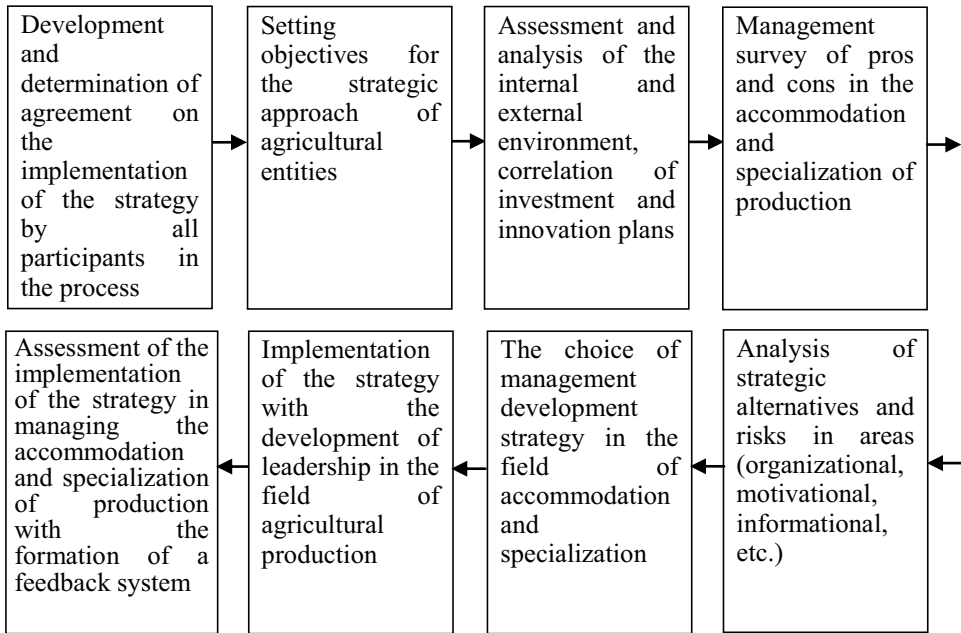 Development
and
determination of
agreement on
the
implementation
of the strategy
by all
participants in
the process
Setting
objectives for
the strategic
approach of
agricultural
entities
Assessment and
analysis of the
internal and
external
environment,
correlation of
investment and
innovation plans
Management
survey of pros
and cons in the
accommodation
and
specialization of
production
Analysis of
strategic
alternatives and
risks in areas
(organizational,
motivational,
informational,
etc.)
The choice of
management
development
strategy in the
field of
accommodation
and
specialization
Implementation
of the strategy
with the
development of
leadership in the
field of
agricultural
production
Assessment of the
implementation
of the strategy in
managing the
accommodation
and specialization
of production
with the
formation of a
feedback system